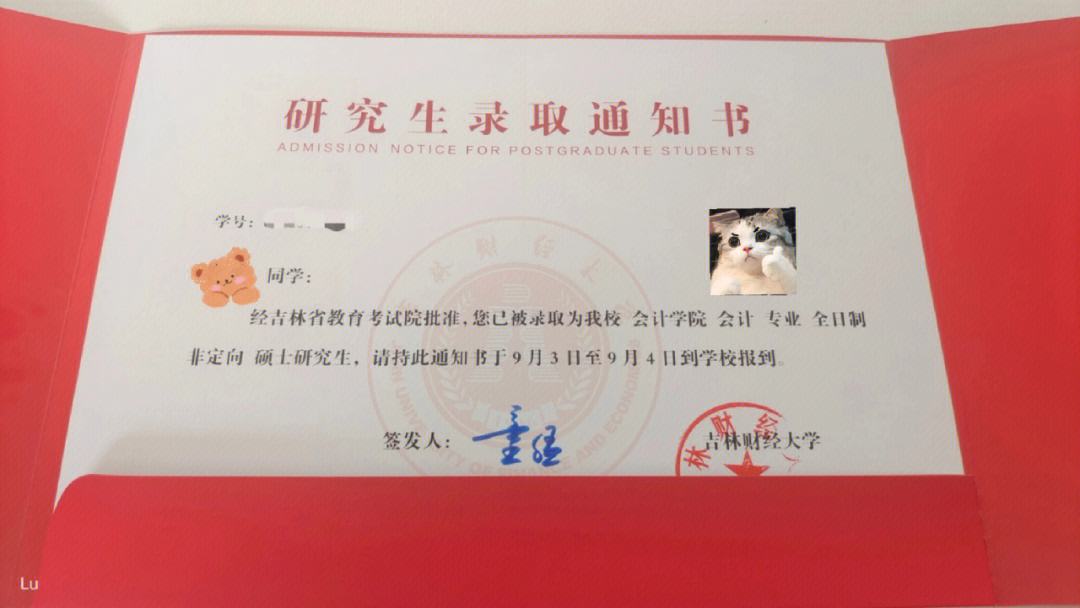 研究生录取通知书
ADMISSION NOTICE FOR POSTGRADUATE STUDENTS
学号:
同学:
经吉林省教育考试院批准,您已被录取为我校 会计学院 会计 专业 全日制
非定向 硕士研究生,请持此通知书于9月3日至9月4日到学校报到。
签发人:
吉林财经大学
林财经
Lu